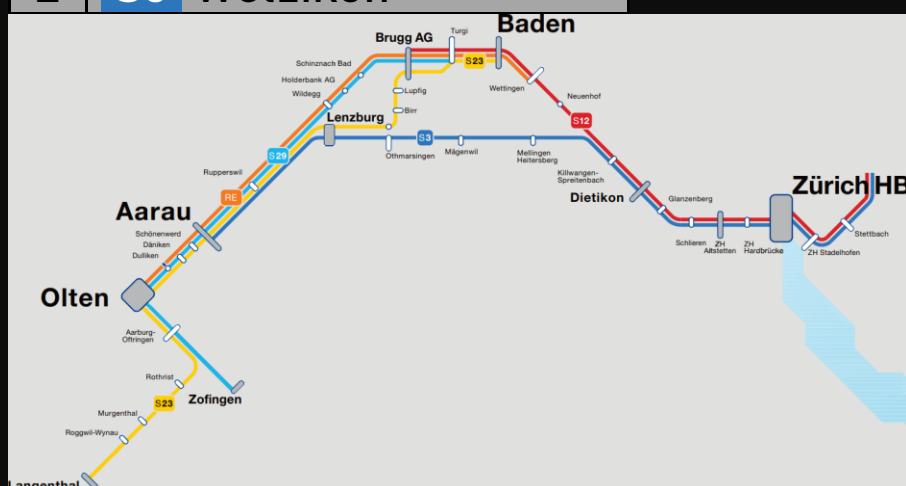 Brugg AG
Turgi
Baden
S23
Schinznach Bad
Holderbank AG
Wildegg
Lupfig
Birr
Wettingen
Neuenhof
S12
Lenzburg
S3
Othmarsingen
Mägenwil
Mellingen
Heitersberg
S29
Rupperswil
RE
Killwangen-
Spreitenbach
Dietikon
Glanzenberg
Zürich HB
Aarau
Schönenwerd
Däniken
Dulliken
Schlieren
ZH
Altstetten
ZH
Hardbrücke
ZH Stadelhofen
Stettbach
Olten
Aarburg-
Oftringen
Rothrist
Zofingen
S23
Murgenthal
Roggwil-Wynau
Langenthal